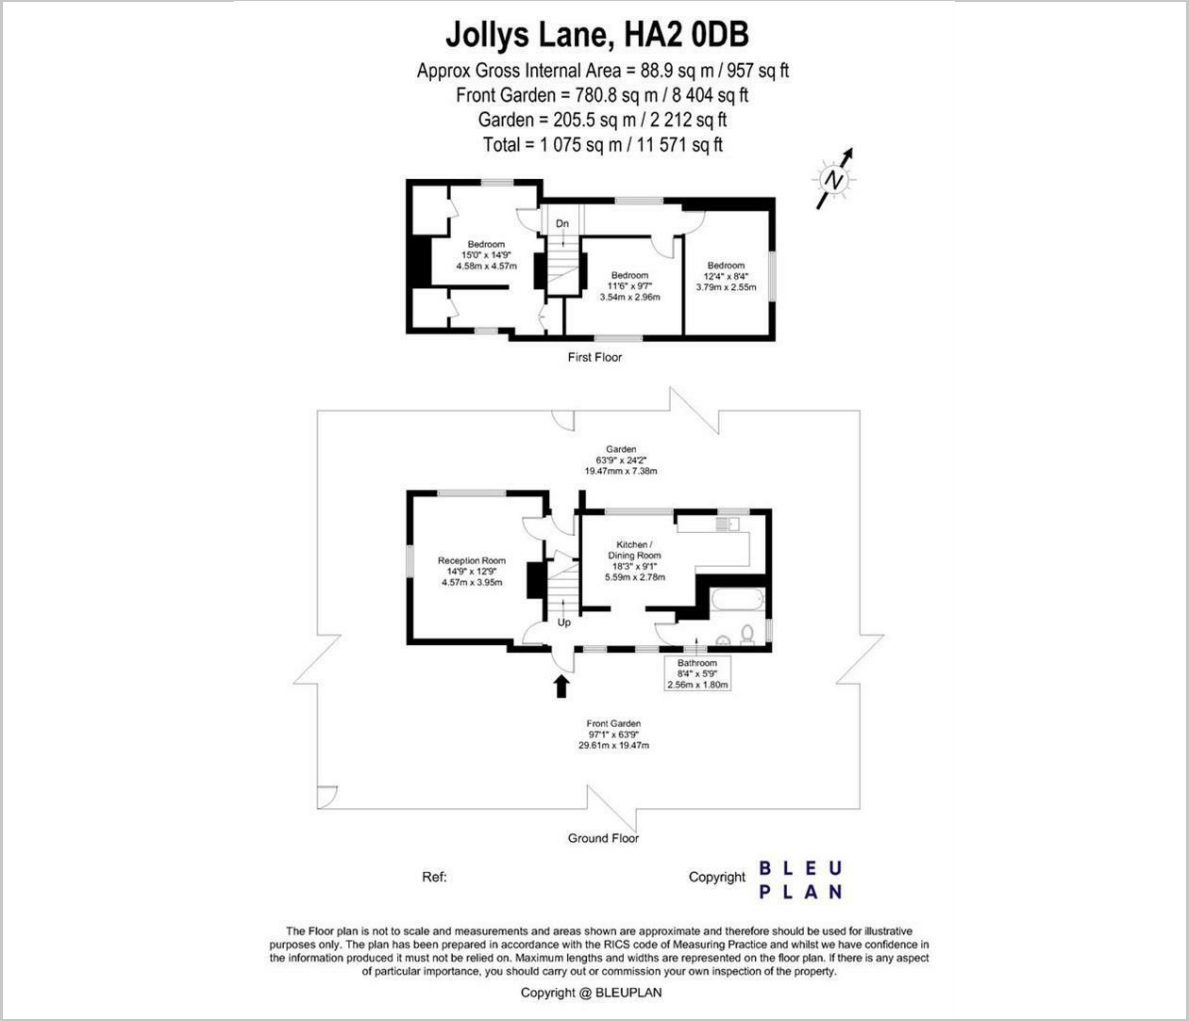 Jollys Lane, HA2 0DB
Approx Gross Internal Area = 88.9 sq m / 957 sq ft
Front Garden = 780.8 sq m / 8 404 sq ft
Garden = 205.5 sq m / 2 212 sq ft
Total = 1 075 sq m / 11 571 sq ft
N
Dn
Bedroom
15'0" x 14'9"
4.58m x 4.57m
Bedroom
11'6" x 9'7"
3.54m x 2.96m
Bedroom
12'4" x 8'4"
3.79m x 2.55m
First Floor
Garden
63'9" x 24'2"
19.47mm x 7.38m
Reception Room
14'9" x 12'9"
4.57m x 3.95m
Kitchen /
Dining Room
18'3" x 9'1"
5.59m x 2.78m
Up
Bathroom
8'4" x 5'9"
2.56m x 1.80m
Front Garden
97'1" x 63'9"
29.61m x 19.47m
Ground Floor
Ref:
Copyright
BLEU
PLAN
The Floor plan is not to scale and measurements and areas shown are approximate and therefore should be used for illustrative
purposes only. The plan has been prepared in accordance with the RICS code of Measuring Practice and whilst we have confidence in
the information produced it must not be relied on. Maximum lengths and widths are represented on the floor plan. If there is any aspect
of particular importance, you should carry out or commission your own inspection of the property.
Copyright @ BLEUPLAN